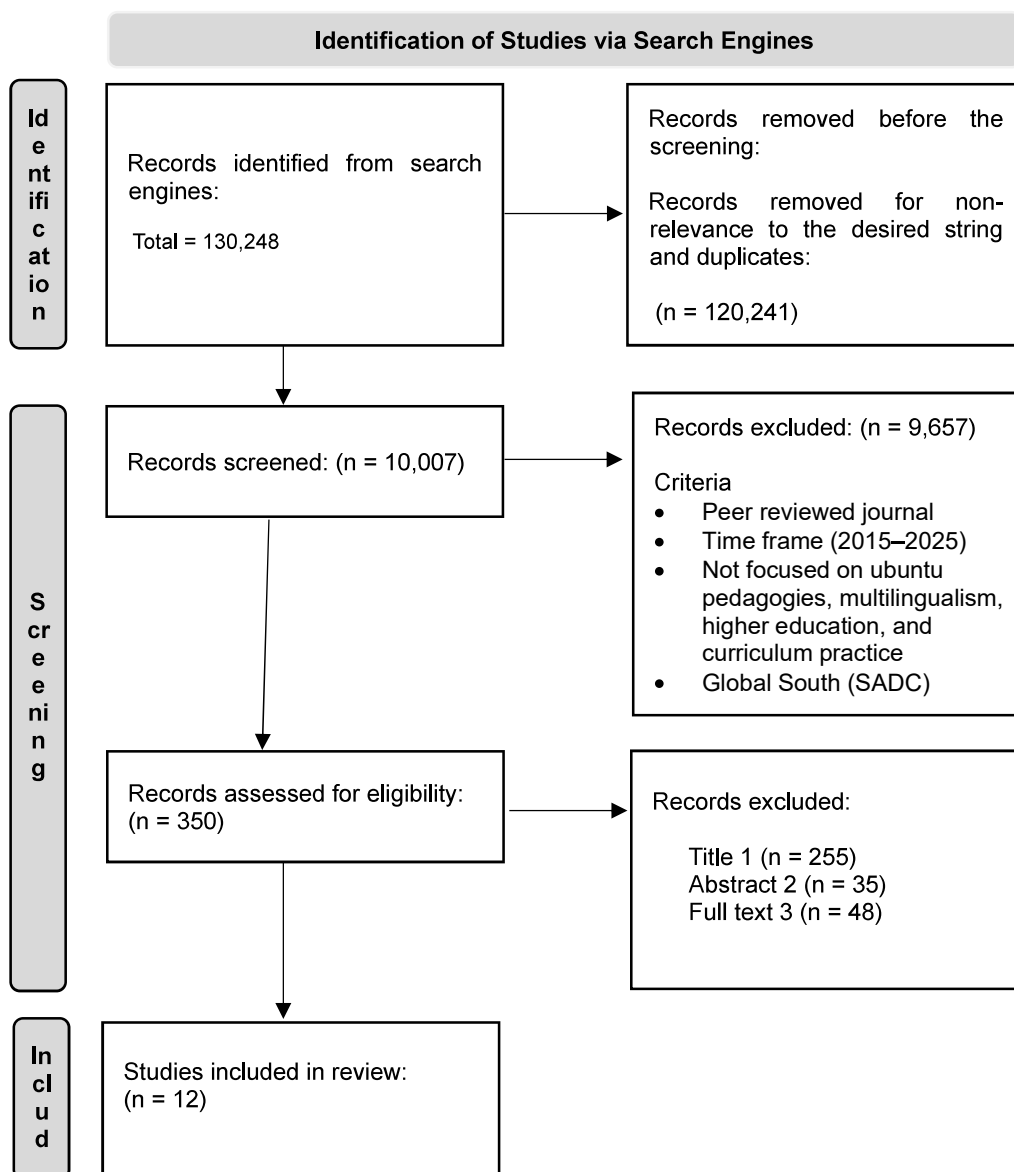 Identification of Studies via Search Engines
Id
e
nt
ifi
c
at
io
n
Records identified from search
engines:
Total = 130,248
Records removed before the
screening:
Records removed for non-
relevance to the desired string
and duplicates:
(n = 120,241)
S
cr
e
e
ni
n
g
Records screened: (n = 10,007)
Records excluded: (n = 9,657)
Criteria
• Peer reviewed journal
• Time frame (2015–2025)
• Not focused on ubuntu
pedagogies, multilingualism,
higher education, and
curriculum practice
• Global South (SADC)
Records assessed for eligibility:
(n = 350)
Records excluded:
Title 1 (n = 255)
Abstract 2 (n = 35)
Full text 3 (n = 48)
In
cl
u
d
Studies included in review:
(n = 12)